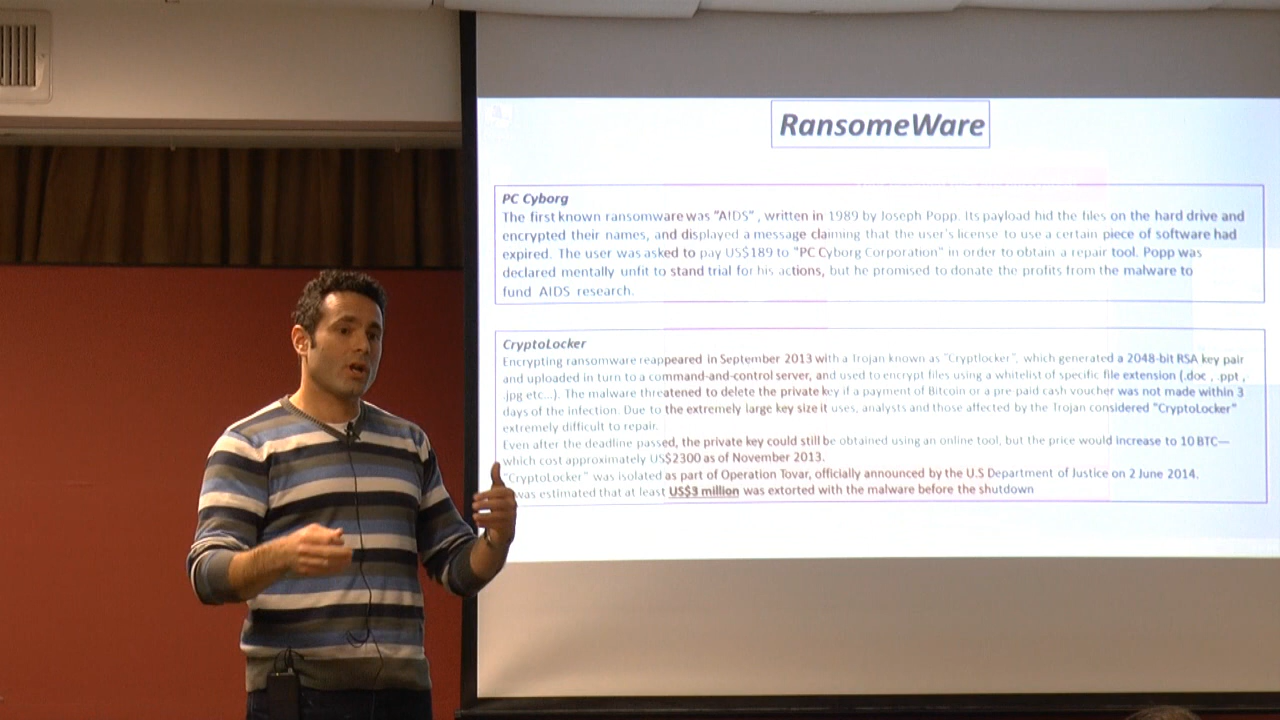 RansomeWare
PC Cyborg
The first known ransomware was "AIDS" , written in 1989 by Joseph Popp. Its payload hid the files on the hard drive and
encrypted their names, and displayed a message claiming that the user's license to use a certain piece of software had
expired. The user was asked to pay US$189 to "PC Cyborg Corporation" in order to obtain a repair tool. Popp was
declared mentally unfit to stand trial for his actions, but he promised to donate the profits from the malware to
fund AIDS research.
CryptoLocker
Encrypting ransomware reappeared in September 2013 with a Trojan known as "Cryptlocker", which generated a 2048-bit RSA key pair
and uploaded in turn to a command-and-control server, and used to encrypt files using a whitelist of specific file extension (.doc , .ppt ,
.jpg etc...). The malware threatened to delete the private key if a payment of Bitcoin or a pre-paid cash voucher was not made within 3
days of the infection. Due to the extremely large key size it uses, analysts and those affected by the Trojan considered "CryptoLocker"
extremely difficult to repair.
Even after the deadline passed, the private key could still be obtained using an online tool, but the price would increase to 10 BTC—
which cost approximately US$2300 as of November 2013.
"CryptoLocker" was isolated as part of Operation Tovar, officially announced by the U.S Department of Justice on 2 June 2014.
was estimated that at least US$3 million was extorted with the malware before the shutdown